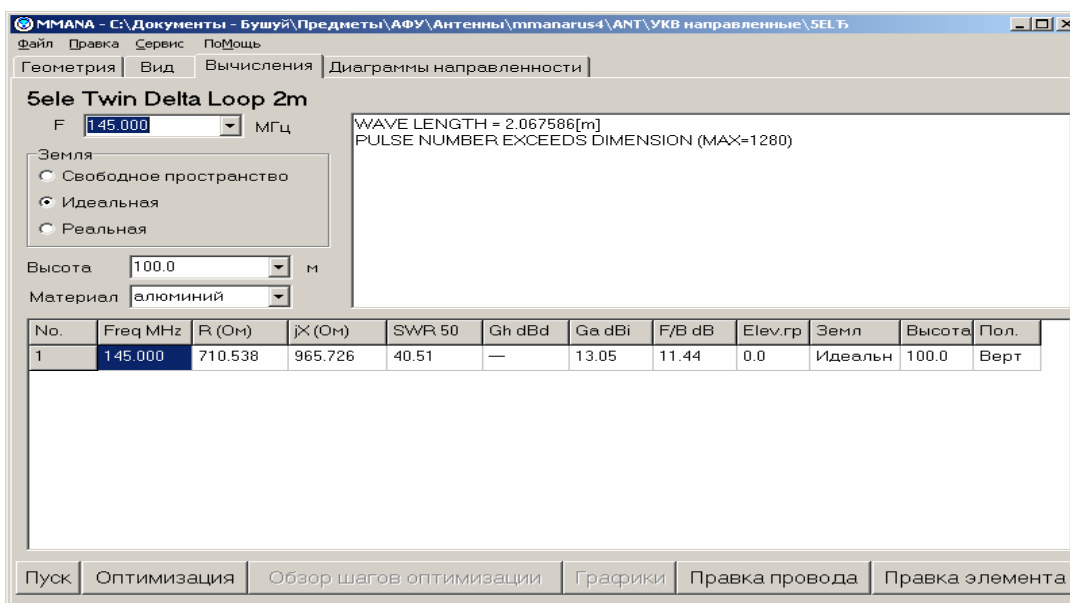 MMANA - C:\Документы - Бушуй\Предметы\АФУ\Антенны\mmanarus4\ANT\УКВ направленные\5ELЂ
Файл Правка Сервис ПоМощь
Геометрия Вид Вычисления Диаграммы направленности
5ele Twin Delta Loop 2m
F 145.000 МГц
WAVE LENGTH = 2.067586[m]
PULSE NUMBER EXCEEDS DIMENSION (MAX=1280)
Земля
Свободное пространство
Идеальная
Реальная
Высота 100.0 м
Материал алюминий
No. Freq MHz R (Ом) jX (Ом) SWR 50 Gh dBd Ga dBi F/B dB Elev.гр Земл Высота Пол.
1 145.000 710.538 965.726 40.51 — 13.05 11.44 0.0 Идеальн 100.0 Верт
Пуск Оптимизация Обзор шагов оптимизации Графики Правка провода Правка элемента